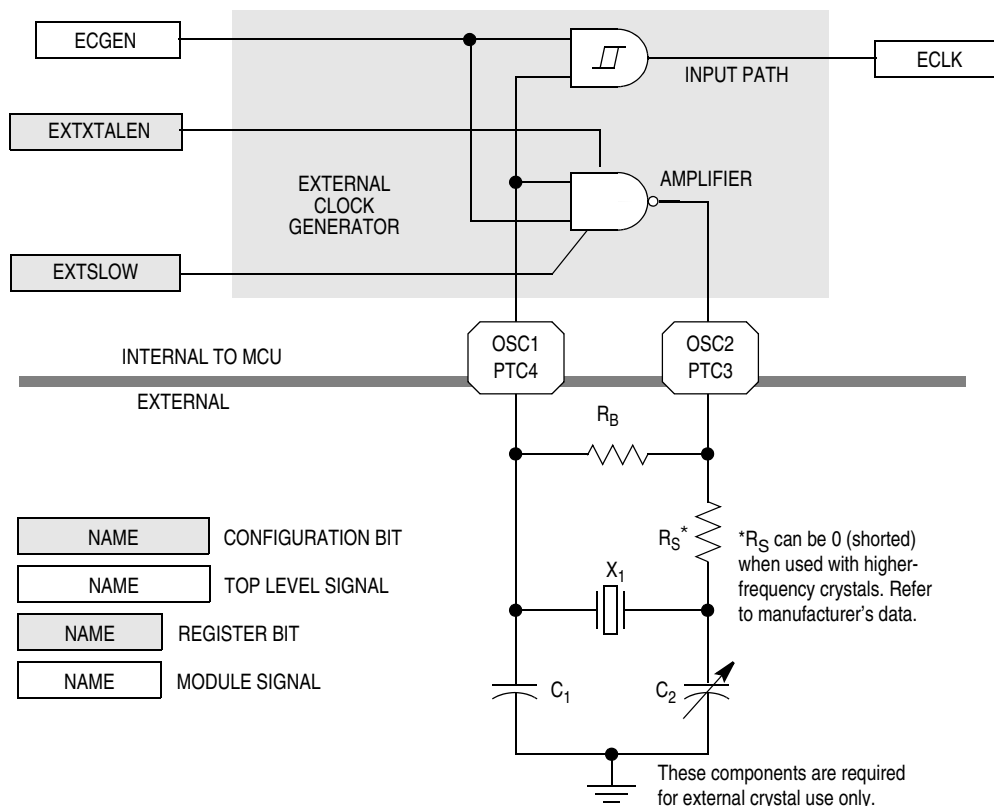 ECGEN
INPUT PATH
ECLK
EXTXTALEN
AMPLIFIER
EXTERNAL
CLOCK
GENERATOR
EXTSLOW
OSC1
PTC4
OSC2
PTC3
INTERNAL TO MCU
EXTERNAL
RB
NAME CONFIGURATION BIT
NAME TOP LEVEL SIGNAL
NAME REGISTER BIT
NAME MODULE SIGNAL
RS*
*RS can be 0 (shorted)
when used with higher-
frequency crystals. Refer
to manufacturer's data.
X1
C1
C2
These components are required
for external crystal use only.